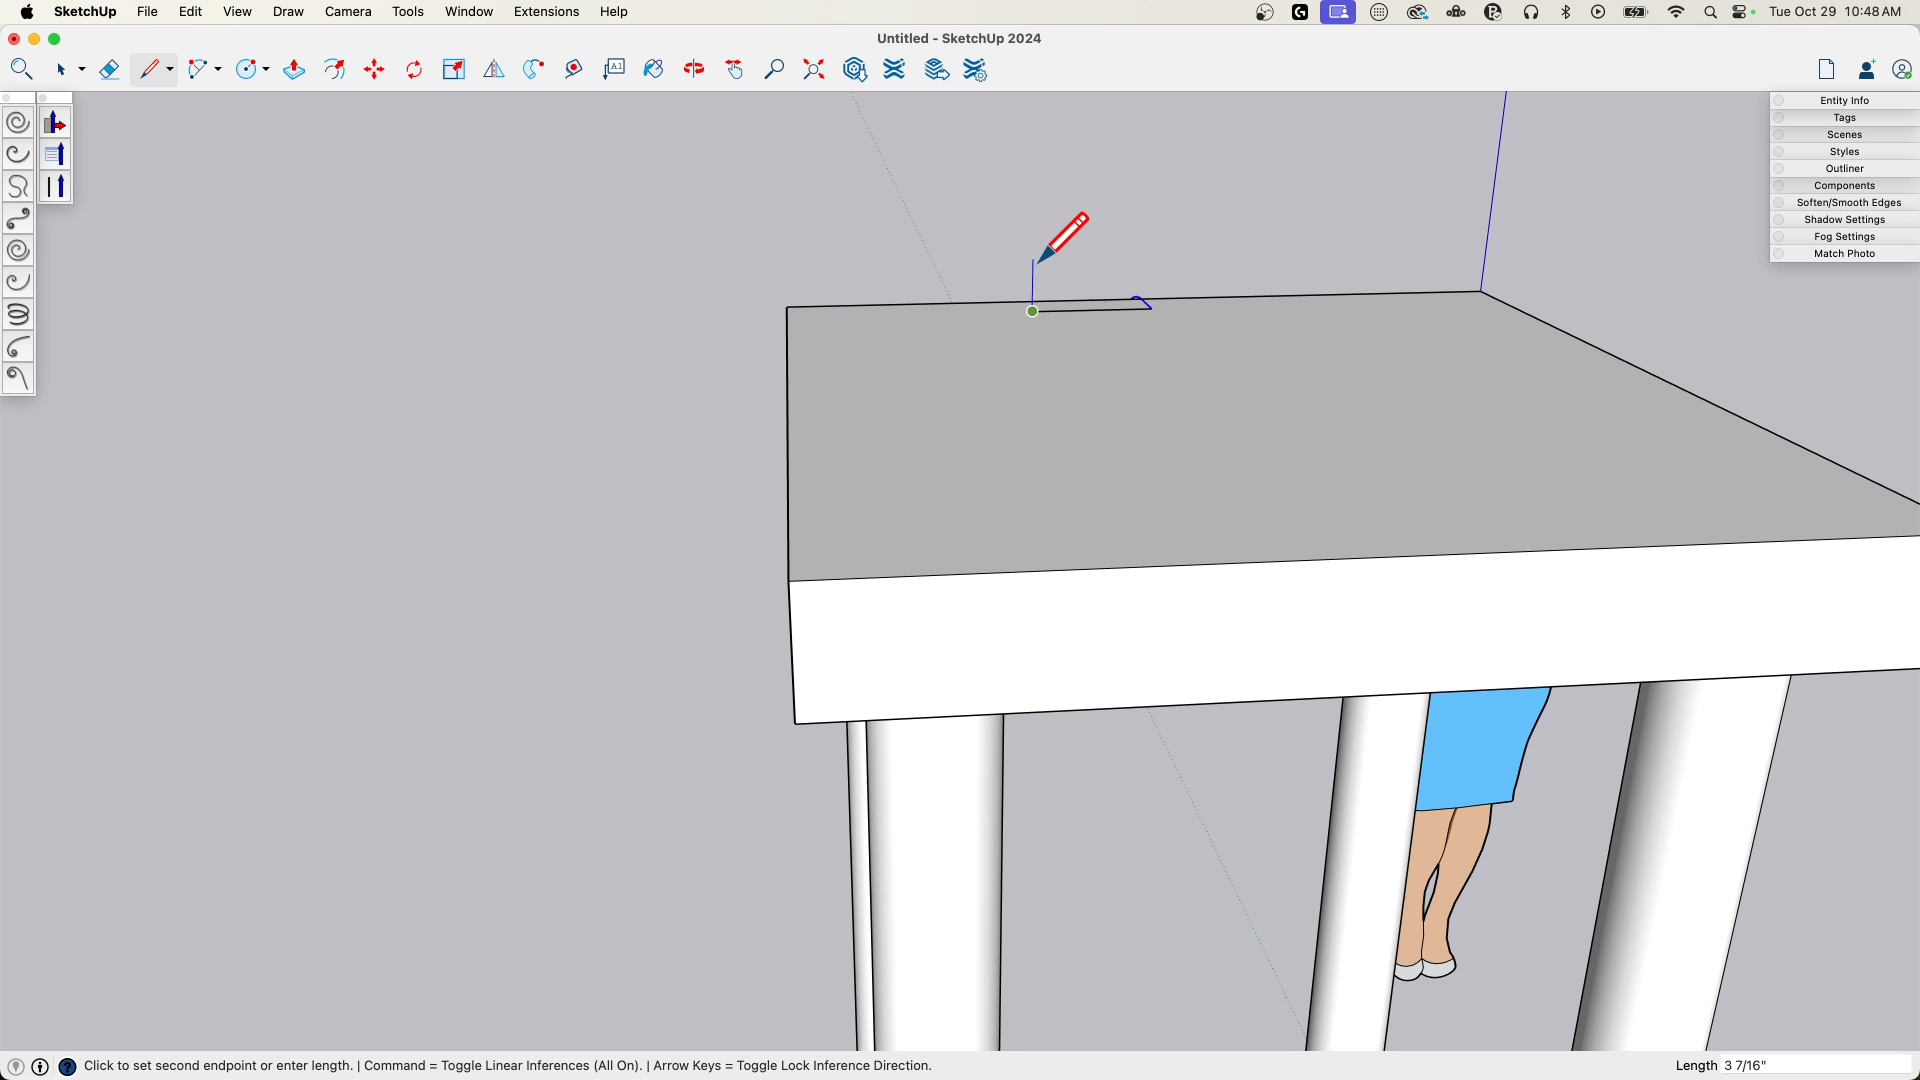 SketchUp File Edit View Draw Camera Tools Window Extensions Help
Tue Oct 29 10:48 AM
Untitled - SketchUp 2024
A1
Entity Info
Tags
Scenes
Styles
Outliner
Components
Soften/Smooth Edges
Shadow Settings
Fog Settings
Match Photo
Click to set second endpoint or enter length. | Command = Toggle Linear Inferences (All On). | Arrow Keys = Toggle Lock Inference Direction.
Length 3 7/16"